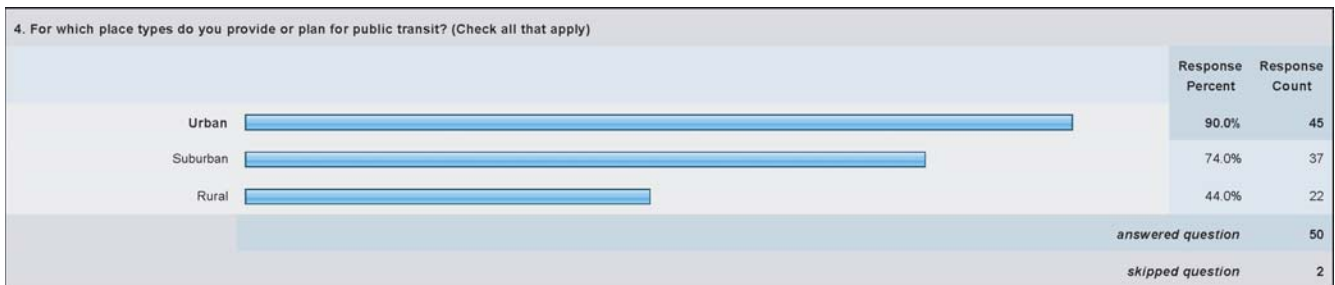 4. For which place types do you provide or plan for public transit? (Check all that apply)
Response Percent Response Count
Urban 90.0% 45
Suburban 74.0% 37
Rural 44.0% 22
answered question 50
skipped question 2